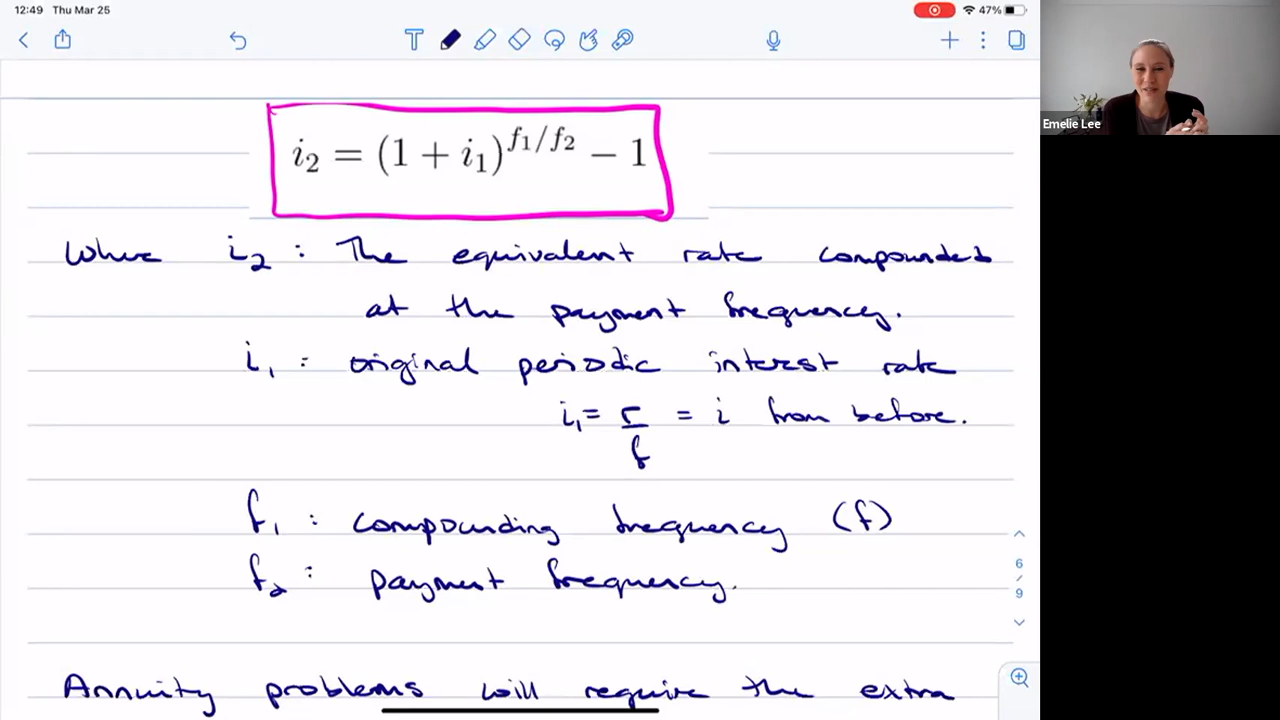 12:49 Thu Mar 25
47%
T
Emelie Lee
i₂ = (1 + i₁)^{f₁/f₂} − 1
Where i₂ : The equivalent rate compounded
at the payment frequency.
i₁ : original periodic interest rate
i₁ = r/f = i from before.
f₁ : compounding frequency (f)
f₂ : payment frequency.
6/9
Annuity problems will require the extra